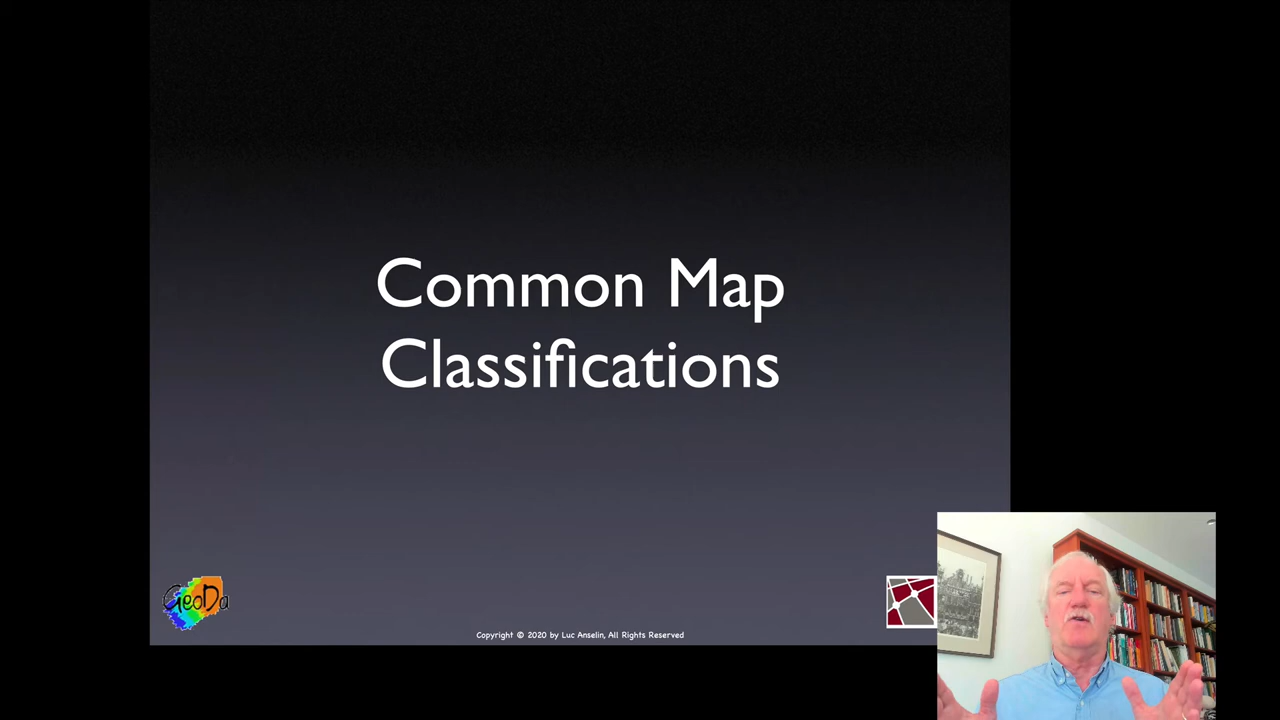 Common Map
Classifications
GeoDa
Copyright © 2020 by Luc Anselin, All Rights Reserved